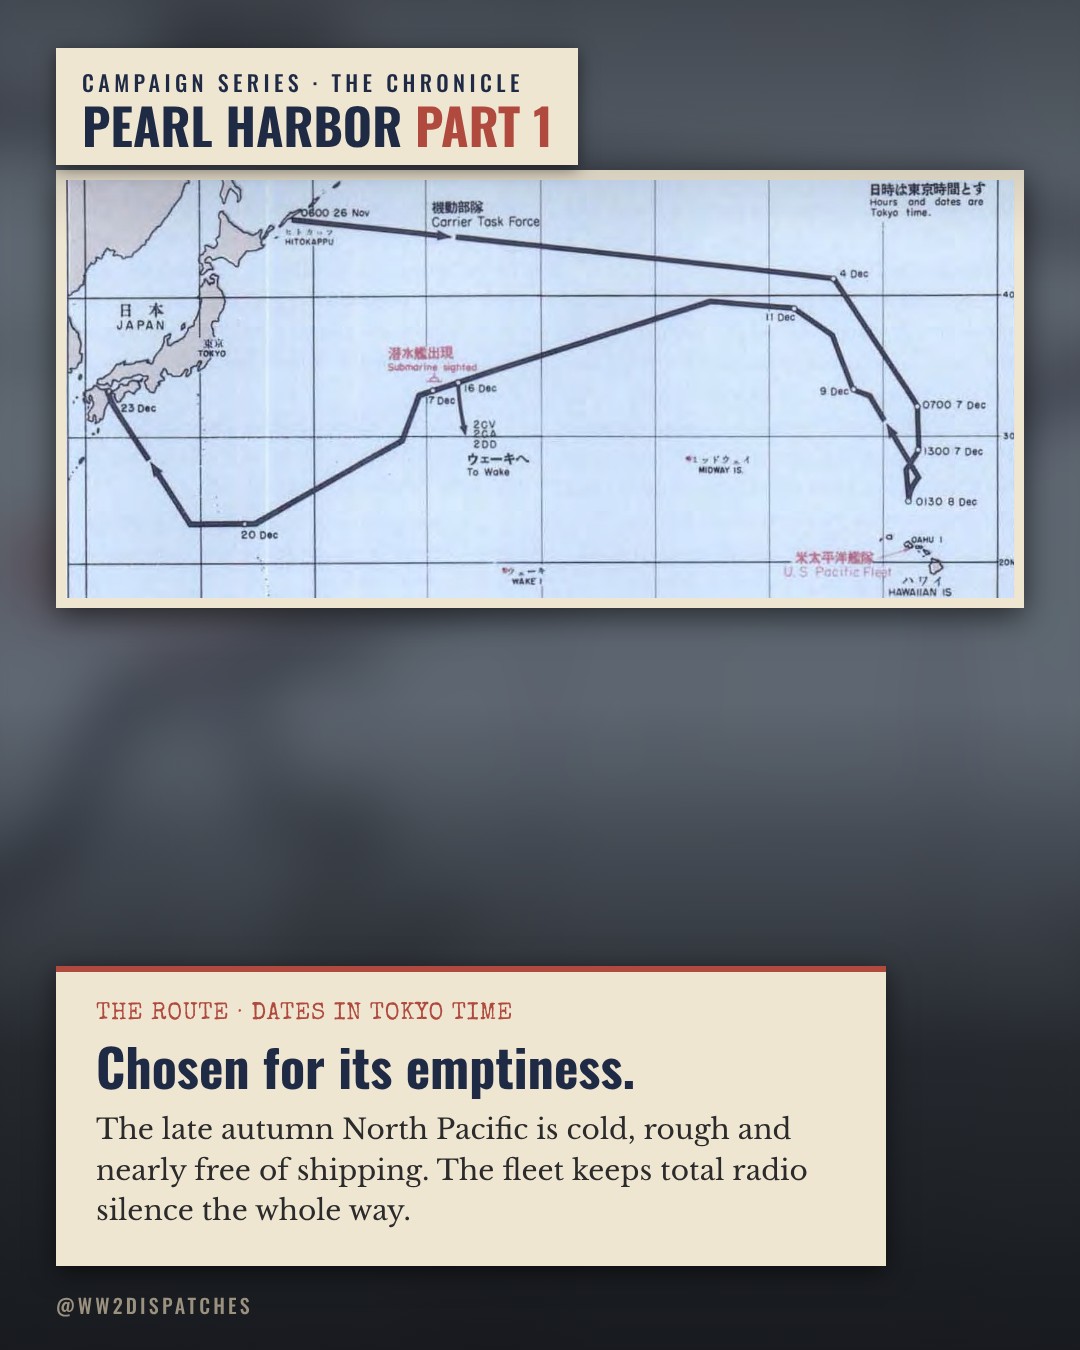 CAMPAIGN SERIES · THE CHRONICLE
PEARL HARBOR PART 1
日時は東京時間とす
Hours and dates are
Tokyo time.
0600 26 Nov
ヒトカップ
HITOKAPPU
機動部隊
Carrier Task Force
4 Dec
40
日本
JAPAN
東京
TOKYO
11 Dec
潜水艦出現
Submarine sighted
16 Dec
17 Dec
9 Dec
0700 7 Dec
23 Dec
2CV
2CA
2DD
30
ウェーキへ
To Wake
ミッドウェイ
MIDWAY IS.
1300 7 Dec
0130 8 Dec
20 Dec
OAHU I
米太平洋艦隊
U.S. Pacific Fleet
20N
ウェーキ
WAKE I
ハワイ
HAWAIIAN IS
THE ROUTE · DATES IN TOKYO TIME
Chosen for its emptiness.
The late autumn North Pacific is cold, rough and
nearly free of shipping. The fleet keeps total radio
silence the whole way.
@WW2DISPATCHES